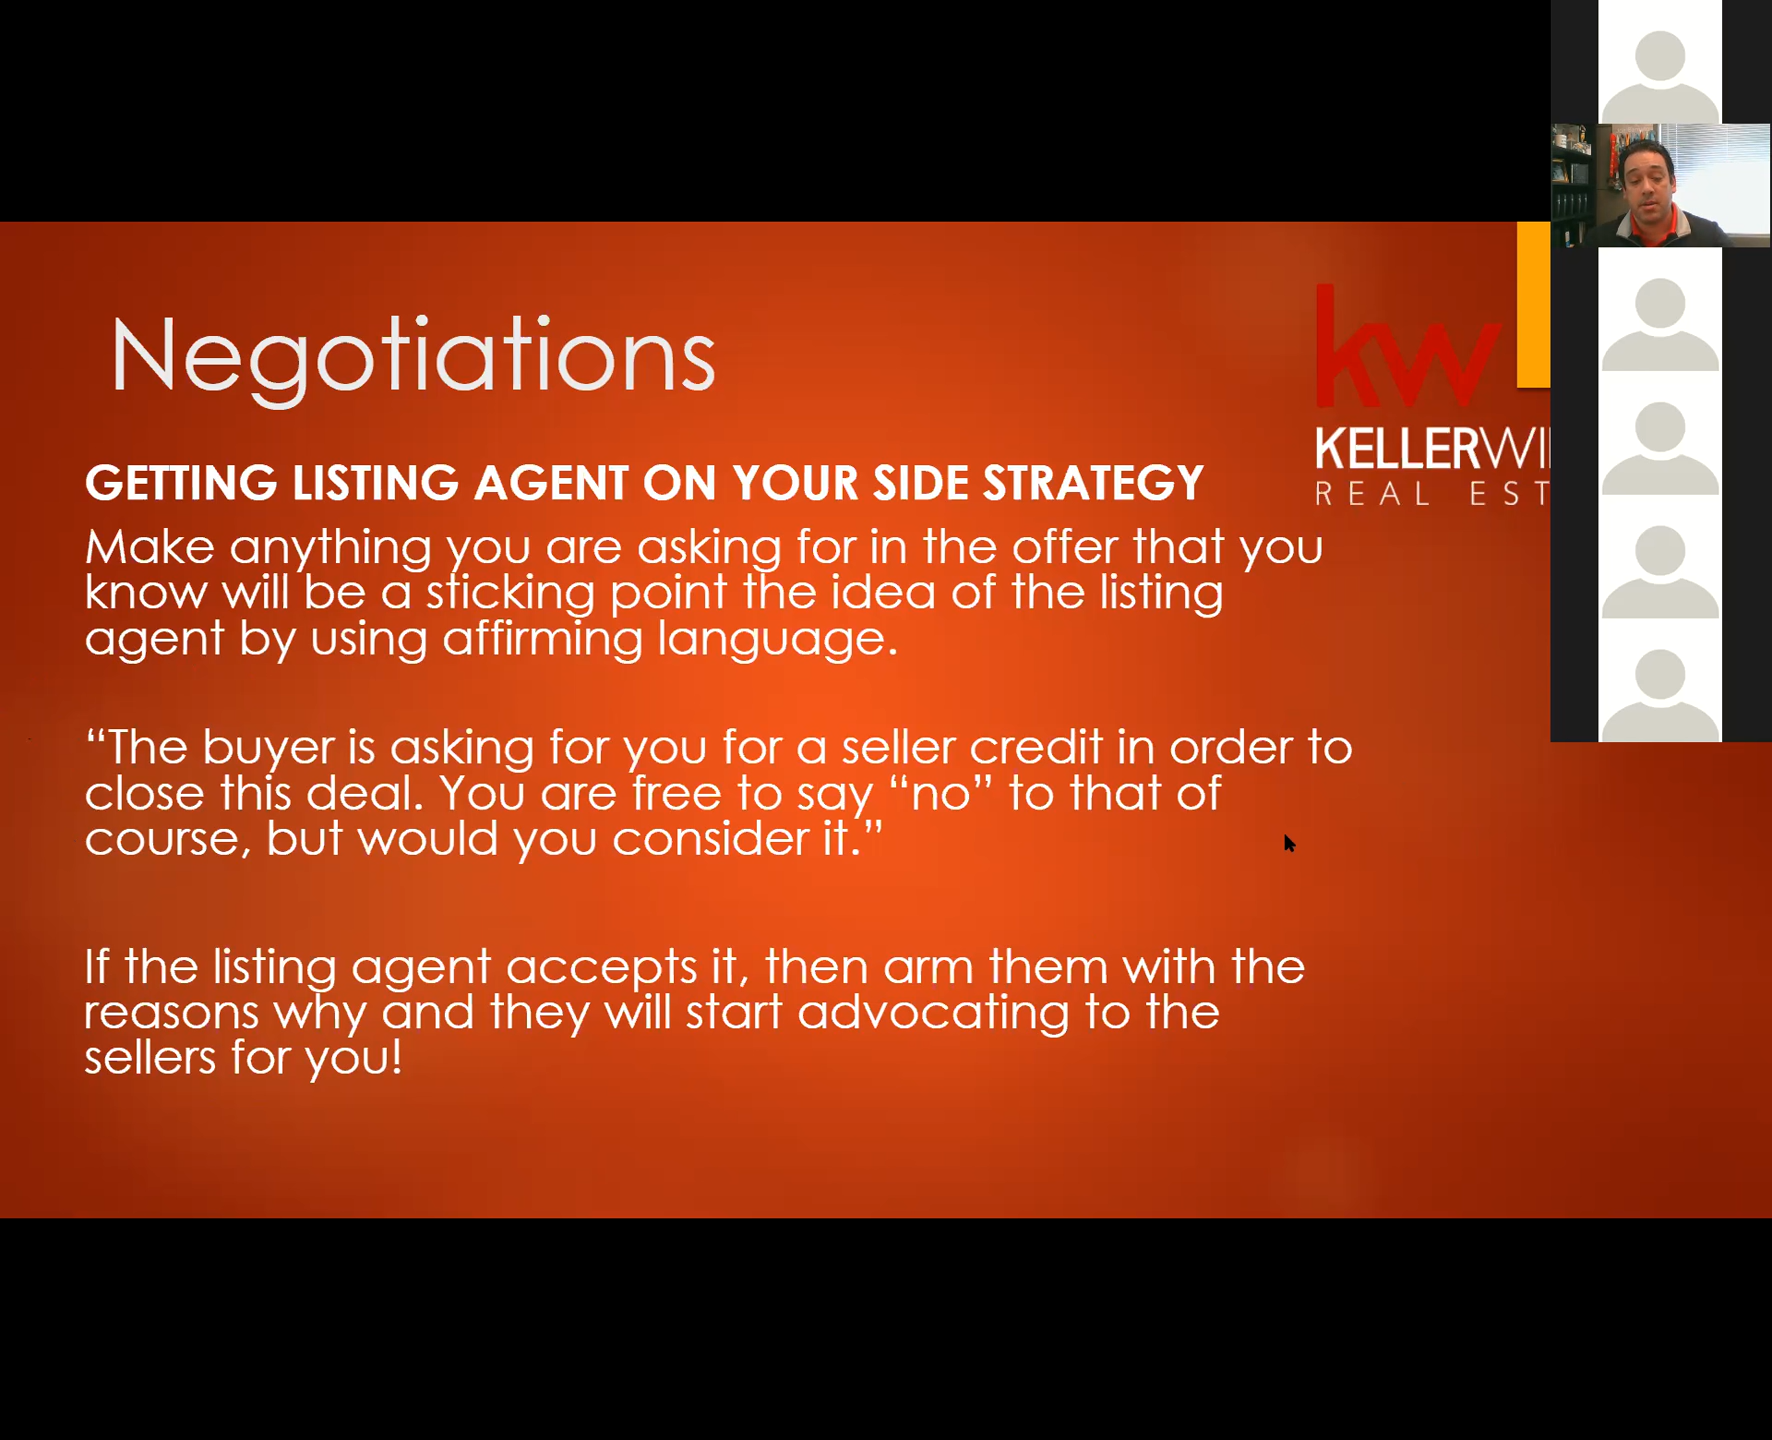 Negotiations
kw
KELLERWI
REAL EST
GETTING LISTING AGENT ON YOUR SIDE STRATEGY
Make anything you are asking for in the offer that you
know will be a sticking point the idea of the listing
agent by using affirming language.
“The buyer is asking for you for a seller credit in order to
close this deal. You are free to say “no” to that of
course, but would you consider it.”
If the listing agent accepts it, then arm them with the
reasons why and they will start advocating to the
sellers for you!